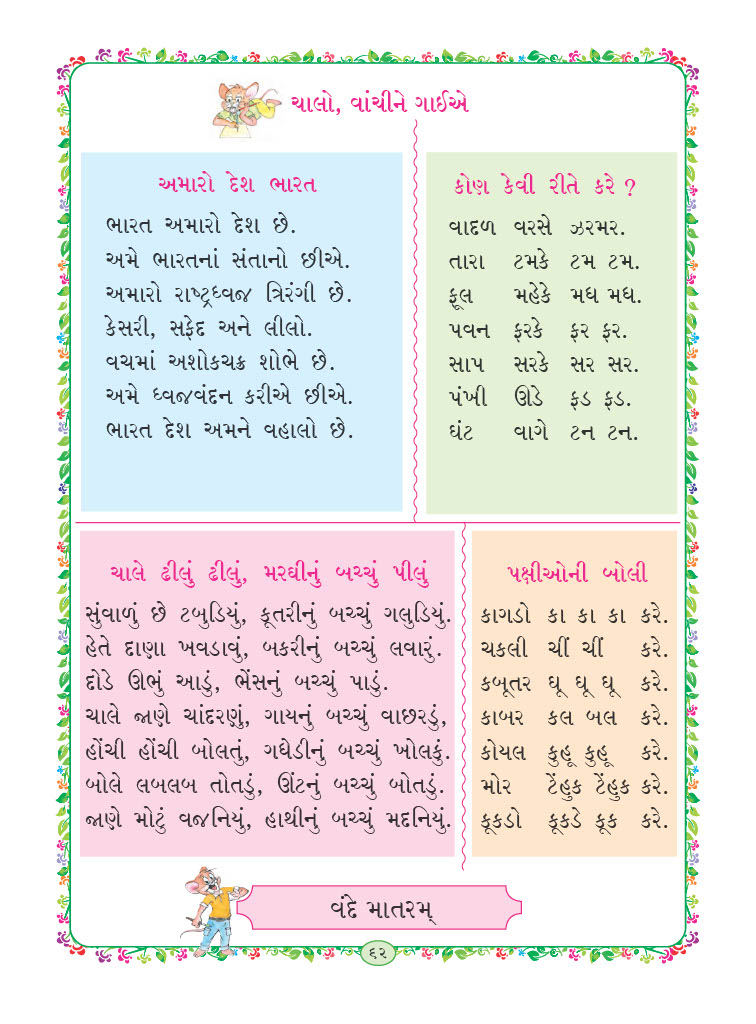 ચાલો, વાંચીને ગાઈએ
અમારો દેશ ભારત
ભારત અમારો દેશ છે.
અમે ભારતનાં સંતાનો છીએ.
અમારો રાષ્ટ્રધ્વજ ત્રિરંગી છે.
કેસરી, સફેદ અને લીલો.
વચમાં અશોકચક્ર શોભે છે.
અમે ધ્વજવંદન કરીએ છીએ.
ભારત દેશ અમને વહાલો છે.
કોણ કેવી રીતે કરે ?
વાદળ વરસે ઝરમર.
તારા ટમકે ટમ ટમ.
ફૂલ મહેકે મઘ મઘ.
પવન ફરકે ફર ફર.
સાપ સરકે સર સર.
પંખી ઊડે ફડ ફડ.
ઘંટ વાગે ટન ટન.
ચાલે ઢીલું ઢીલું, મરઘીનું બચ્ચું પીલું
સુંવાળું છે ટબુડિયું, કૂતરીનું બચ્ચું ગલુડિયું.
હેતે દાણા ખવડાવું, બકરીનું બચ્ચું લવારું.
દોડે ઊભું આડું, ભેંસનું બચ્ચું પાડું.
ચાલે જાણે ચાંદરણું, ગાયનું બચ્ચું વાછરડું,
હોંચી હોંચી બોલતું, ગધેડીનું બચ્ચું ખોલકું.
બોલે લબલબ તોતડું, ઊંટનું બચ્ચું બોતડું.
જાણે મોટું વજનિયું, હાથીનું બચ્ચું મદનિયું.
પક્ષીઓની બોલી
કાગડો કા કા કા કરે.
ચકલી ચીં ચીં કરે.
કબૂતર ઘૂ ઘૂ ઘૂ કરે.
કાબર કલ બલ કરે.
કોયલ કુહૂ કુહૂ કરે.
મોર ટેંહુક ટેંહુક કરે.
કૂકડો કૂકડે કૂક કરે.
વંદે માતરમ્
૬૨